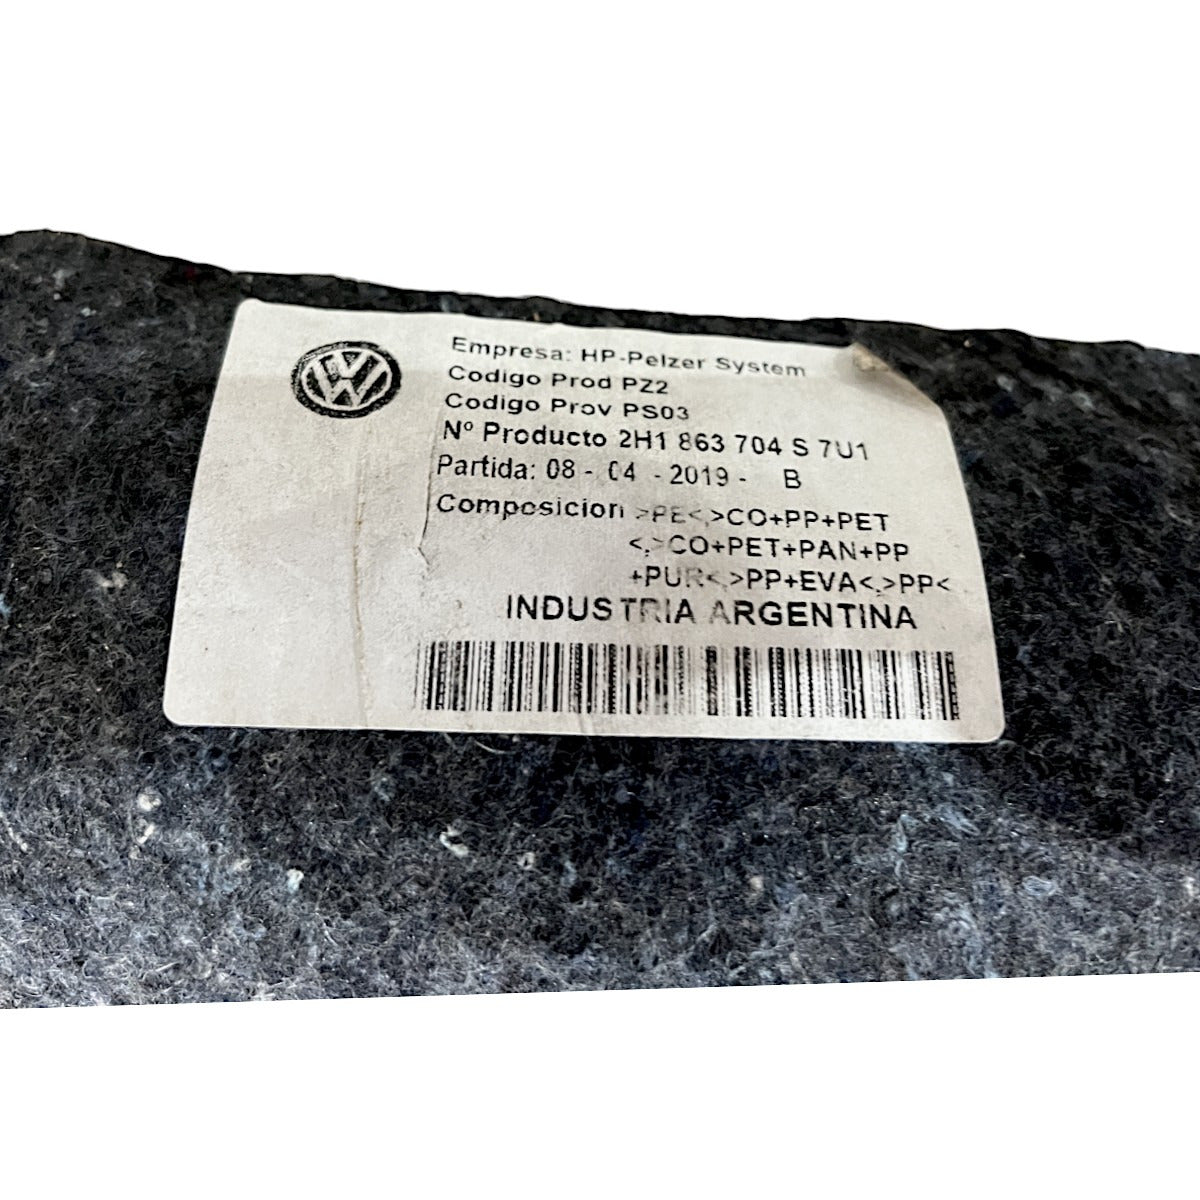 Empresa: HP-Pelzer System
Codigo Prod PZ2
Codigo Prov PS03
Nº Producto 2H1 863 704 S 7U1
Partida: 08 - 04 - 2019 - B
Composicion >PE<,>CO+PP+PET
<,>CO+PET+PAN+PP
+PUR<,>PP+EVA<,>PP<
INDUSTRIA ARGENTINA